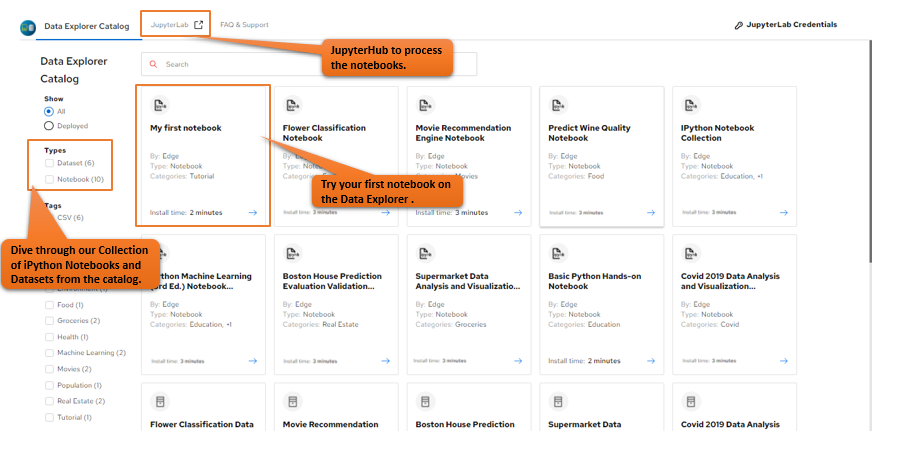 Data Explorer Catalog
JupyterLab
FAQ & Support
JupyterLab Credentials
JupyterHub to process
the notebooks.
Data Explorer
Catalog
Search
Show
All
Deployed
Types
Dataset (6)
Notebook (10)
Tags
CSV (6)
Dive through our Collection
of iPython Notebooks and
Datasets from the catalog.
Food (1)
Groceries (2)
Health (1)
Machine Learning (2)
Movies (2)
Population (1)
Real Estate (2)
Tutorial (1)
My first notebook
By: Edge
Type: Notebook
Categories: Tutorial
Install time: 2 minutes
Try your first notebook on
the Data Explorer .
Flower Classification
Notebook
By: Edge
Type: Notebook
Categories:
Install time: 3 minutes
Movie Recommendation
Engine Notebook
By: Edge
Type: Notebook
Movies
Install time: 3 minutes
Predict Wine Quality
Notebook
By: Edge
Type: Notebook
Categories: Food
Install time: 3 minutes
IPython Notebook
Collection
By: Edge
Type: Notebook
Categories: Education, +1
Install time: 3 minutes
Machine Learning
Ed.) Notebook...
By: Edge
Type: Notebook
Categories: Education, +1
Install time: 3 minutes
Boston House Prediction
Evaluation Validation...
By: Edge
Type: Notebook
Categories: Real Estate
Install time: 3 minutes
Supermarket Data
Analysis and Visualizatio...
By: Edge
Type: Notebook
Categories: Groceries
Install time: 3 minutes
Basic Python Hands-on
Notebook
By: Edge
Type: Notebook
Categories: Education
Install time: 2 minutes
Covid 2019 Data Analysis
and Visualization...
By: Edge
Type: Notebook
Categories: Covid
Install time: 3 minutes
Flower Classification Data
Movie Recommendation
Boston House Prediction
Supermarket Data
Covid 2019 Data Analysis